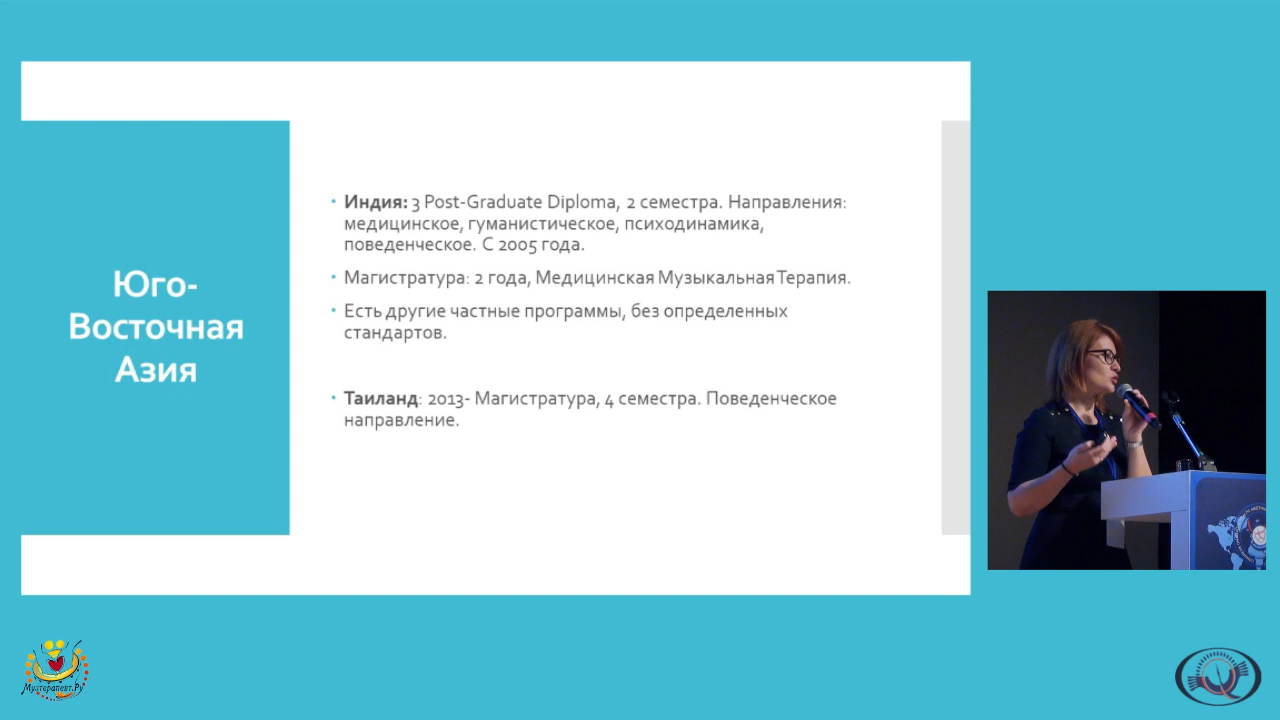 Юго-
Восточная
Азия
Индия: 3 Post-Graduate Diploma, 2 семестра. Направления:
медицинское, гуманистическое, психодинамика,
поведенческое. С 2005 года.
Магистратура: 2 года, Медицинская Музыкальная Терапия.
Есть другие частные программы, без определенных
стандартов.
Таиланд: 2013- Магистратура, 4 семестра. Поведенческое
направление.
Музтерапевт.Ру